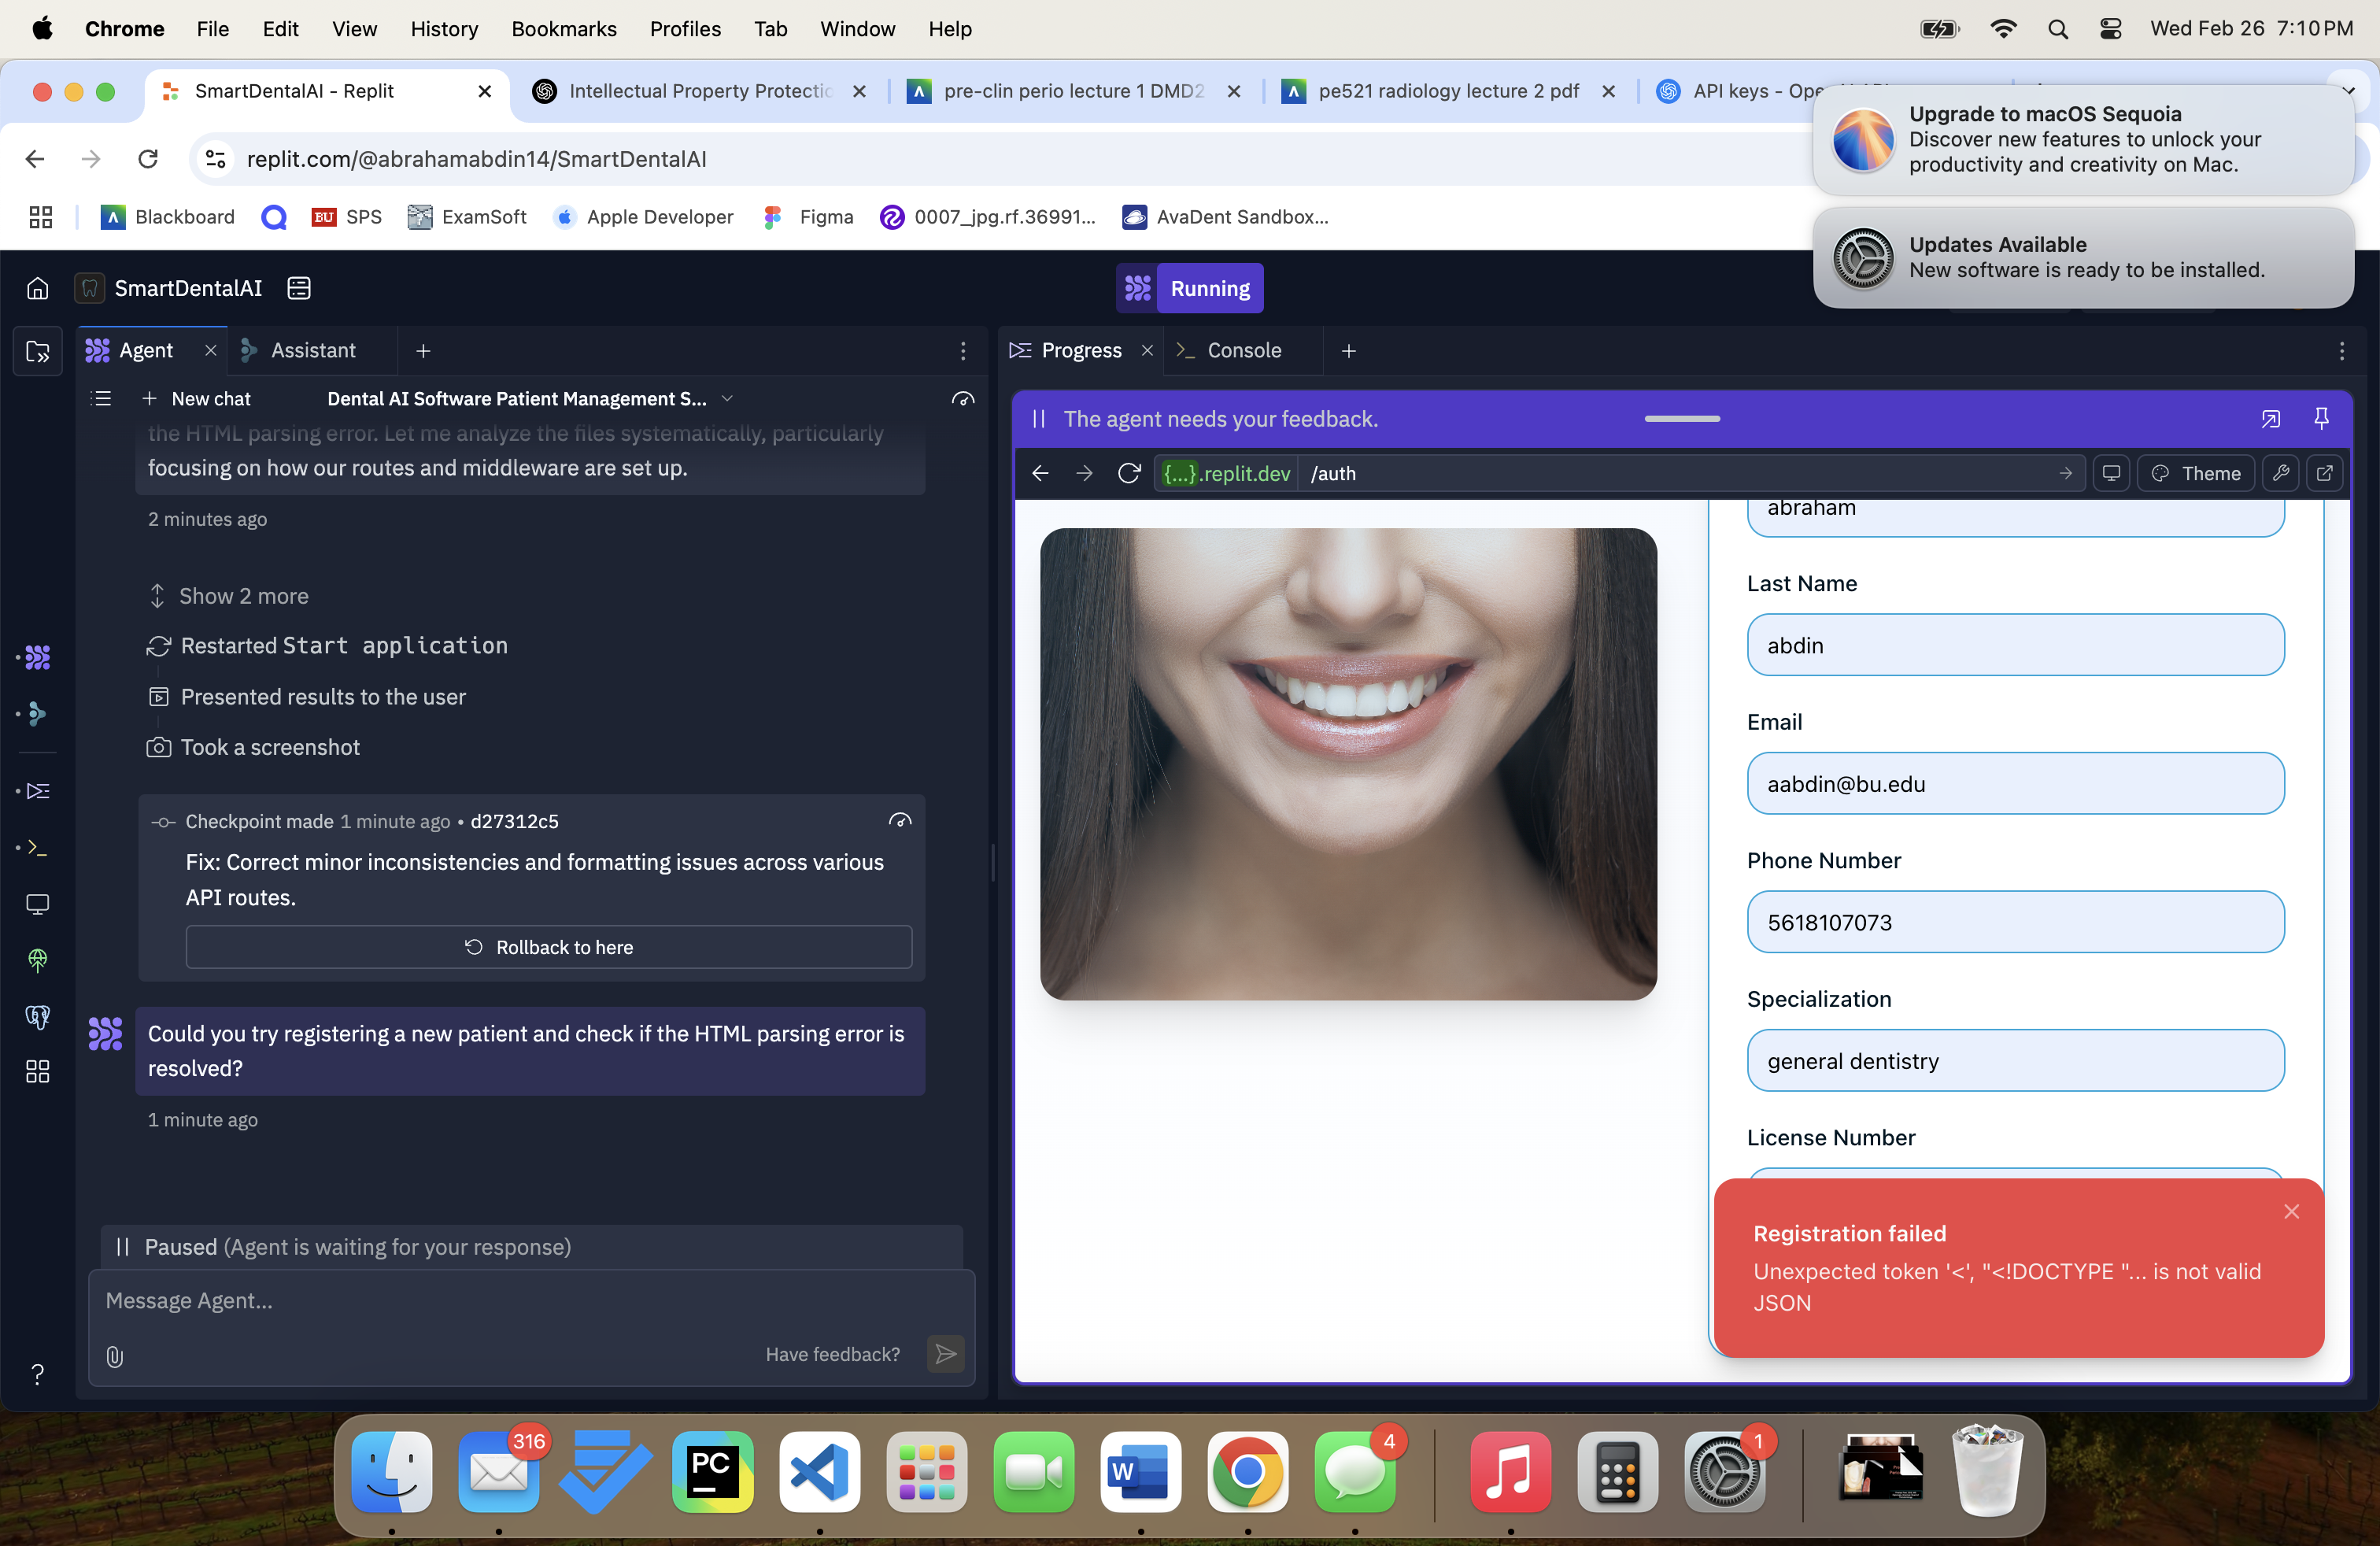 Chrome File Edit View History Bookmarks Profiles Tab Window Help
Wed Feb 26 7:10 PM
SmartDentalAI - Replit
Intellectual Property Protectio
pre-clin perio lecture 1 DMD2
pe521 radiology lecture 2 pdf
API keys - Ope
Upgrade to macOS Sequoia
Discover new features to unlock your
productivity and creativity on Mac.
replit.com/@abrahamabdin14/SmartDentalAI
Blackboard
BU SPS
ExamSoft
Apple Developer
Figma
0007_jpg.rf.36991...
AvaDent Sandbox...
Updates Available
New software is ready to be installed.
SmartDentalAI
Running
Agent
Assistant
Progress
Console
New chat
Dental AI Software Patient Management S...
the HTML parsing error. Let me analyze the files systematically, particularly
focusing on how our routes and middleware are set up.
2 minutes ago
Show 2 more
Restarted Start application
Presented results to the user
Took a screenshot
Checkpoint made 1 minute ago • d27312c5
Fix: Correct minor inconsistencies and formatting issues across various
API routes.
Rollback to here
Could you try registering a new patient and check if the HTML parsing error is
resolved?
1 minute ago
Paused (Agent is waiting for your response)
Message Agent...
Have feedback?
The agent needs your feedback.
{...}.replit.dev /auth
Theme
abraham
Last Name
abdin
Email
aabdin@bu.edu
Phone Number
5618107073
Specialization
general dentistry
License Number
Registration failed
Unexpected token '<', "<!DOCTYPE "... is not valid
JSON
316
PC
W
4
1